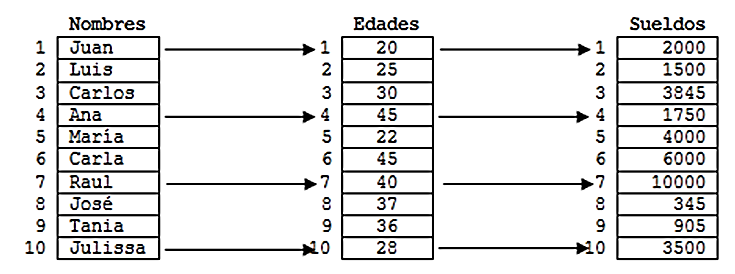 Nombres Edades Sueldos
1 Juan 1 20 1 2000
2 Luis 2 25 2 1500
3 Carlos 3 30 3 3845
4 Ana 4 45 4 1750
5 María 5 22 5 4000
6 Carla 6 45 6 6000
7 Raul 7 40 7 10000
8 José 8 37 8 345
9 Tania 9 36 9 905
10 Julissa 10 28 10 3500